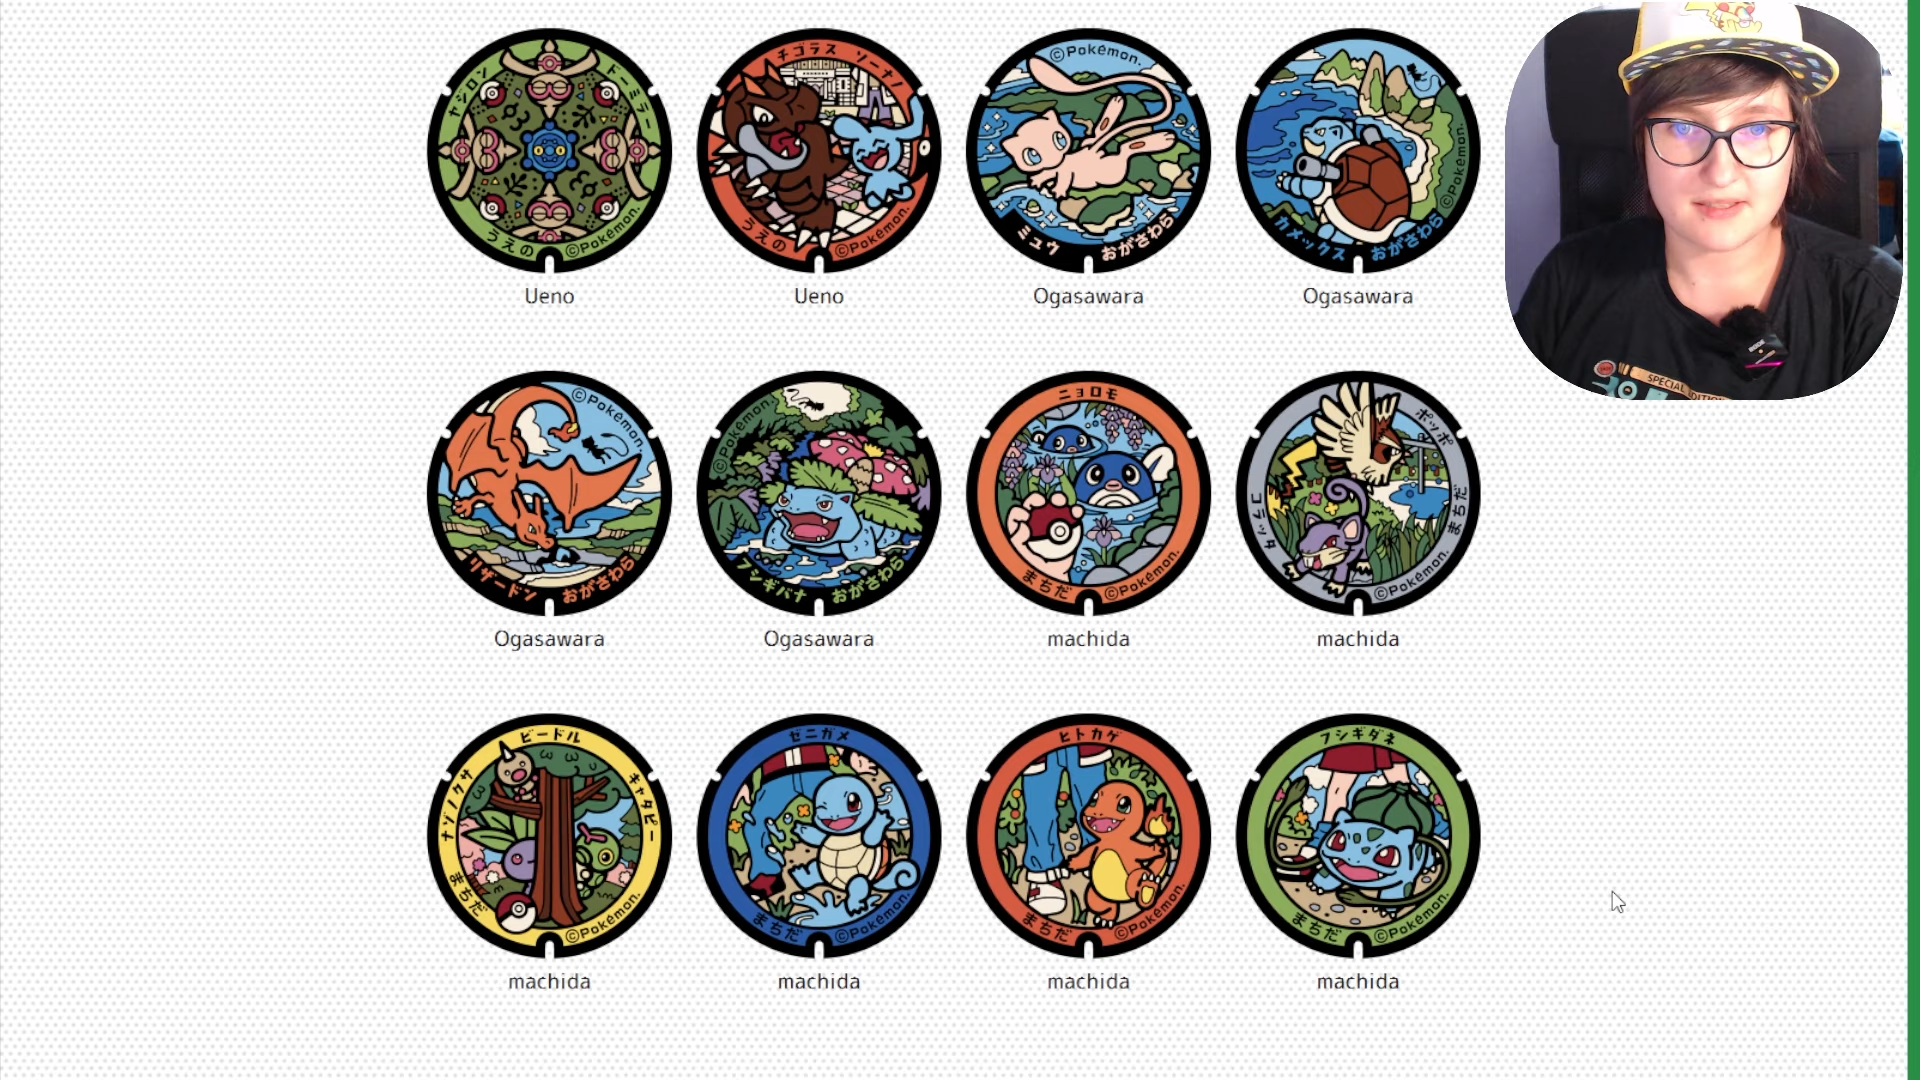 ヤジロン
ドーミラー
うえの
©Pokémon.
Ueno
チゴラス
ソーナノ
うえの
©Pokémon.
Ueno
©Pokémon.
ミュウ
おがさわら
Ogasawara
©Pokémon.
カメックス
おがさわら
Ogasawara
©Pokémon.
リザードン
おがさわら
Ogasawara
©Pokémon.
フシギバナ
おがさわら
Ogasawara
ニョロモ
まちだ
©Pokémon.
machida
ポッポ
コラッタ
まちだ
©Pokémon.
machida
ビードル
ナゾノクサ
キャタピー
まちだ
©Pokémon.
machida
ゼニガメ
まちだ
©Pokémon.
machida
ヒトカゲ
まちだ
©Pokémon.
machida
フシギダネ
まちだ
©Pokémon.
machida
SPECIAL
EDITION